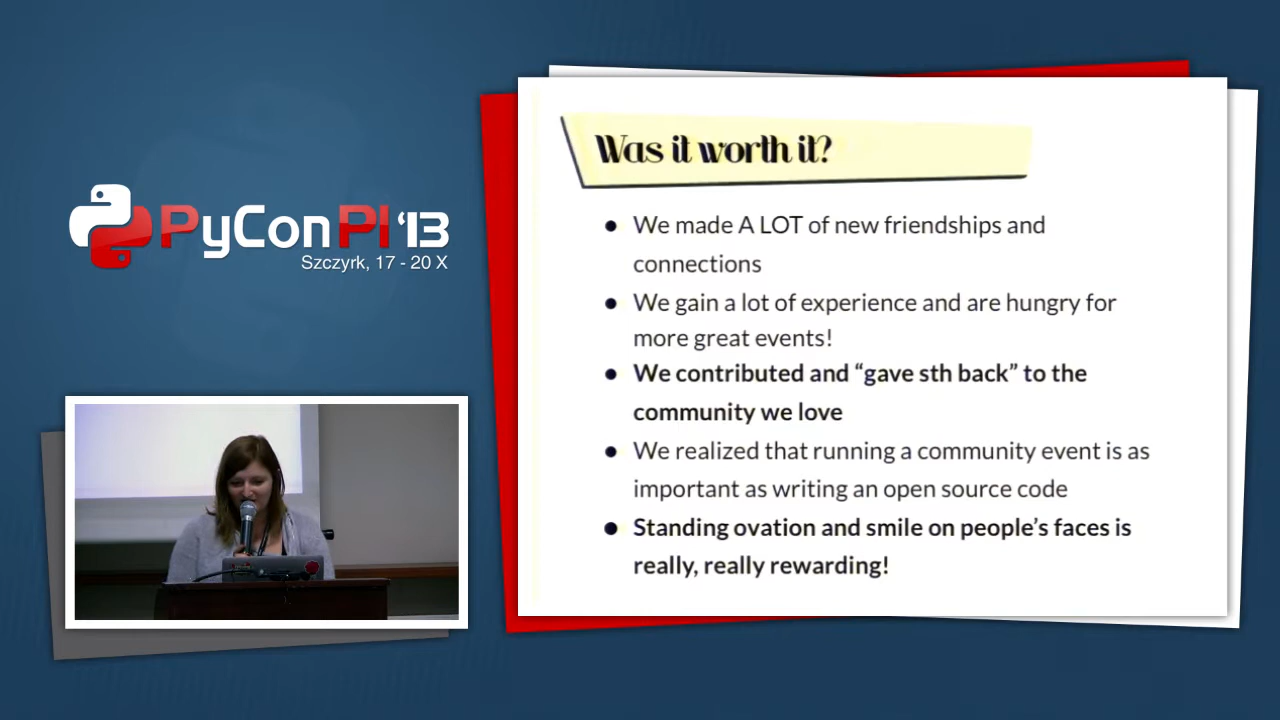 PyConPl '13
Szczyrk, 17 - 20 X
Was it worth it?
● We made A LOT of new friendships and
connections
● We gain a lot of experience and are hungry for
more great events!
● We contributed and “gave sth back” to the
community we love
● We realized that running a community event is as
important as writing an open source code
● Standing ovation and smile on people’s faces is
really, really rewarding!